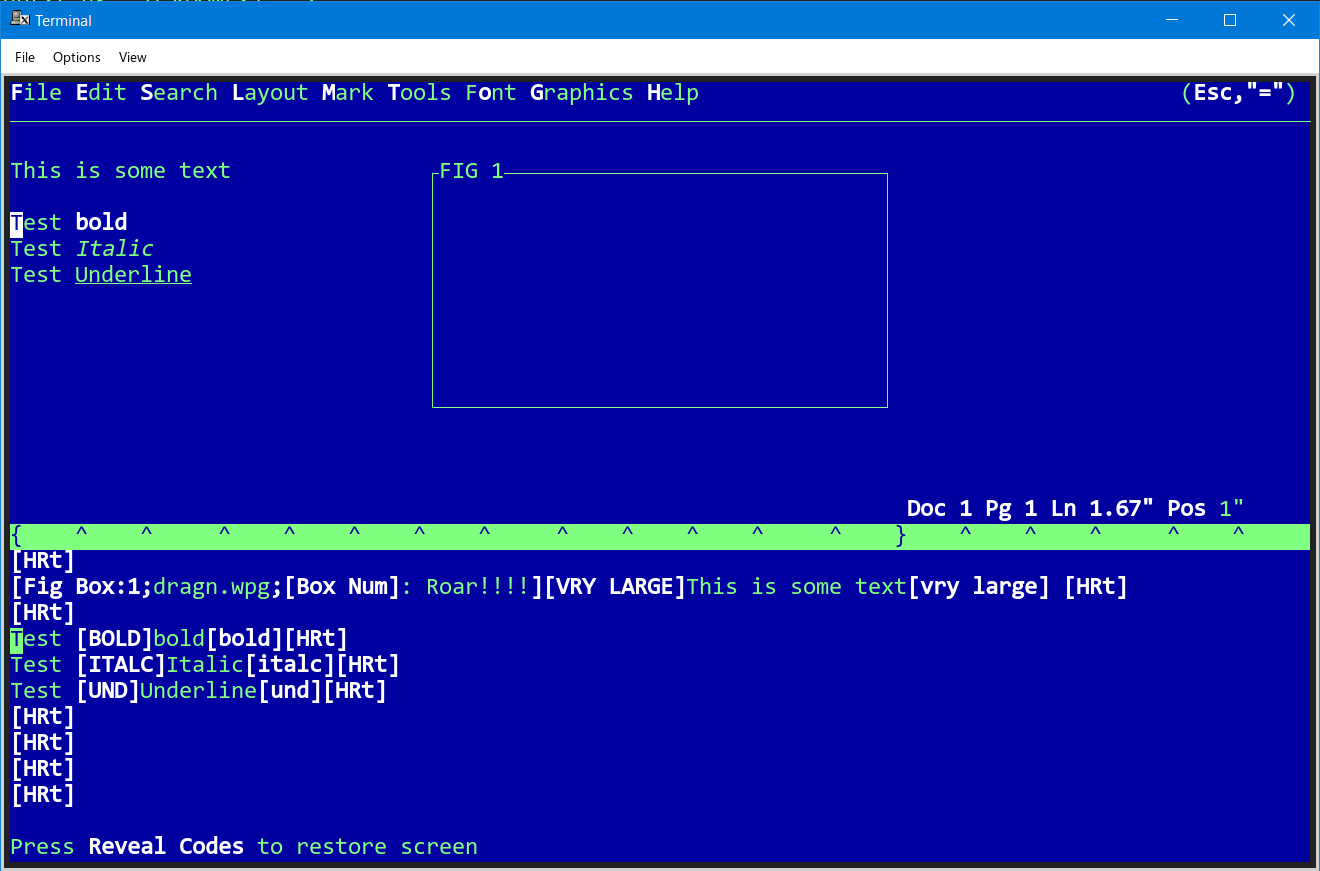 Terminal
File Options View
File Edit Search Layout Mark Tools Font Graphics Help (Esc,"=")
This is some text
FIG 1
Test bold
Test Italic
Test Underline
Doc 1 Pg 1 Ln 1.67" Pos 1"
{ ^ ^ ^ ^ ^ ^ ^ ^ ^ ^ ^ ^ } ^ ^ ^ ^ ^
[HRt]
[Fig Box:1;dragn.wpg;[Box Num]: Roar!!!!][VRY LARGE]This is some text[vry large] [HRt]
[HRt]
Test [BOLD]bold[bold][HRt]
Test [ITALC]Italic[italc][HRt]
Test [UND]Underline[und][HRt]
[HRt]
[HRt]
[HRt]
[HRt]
Press Reveal Codes to restore screen